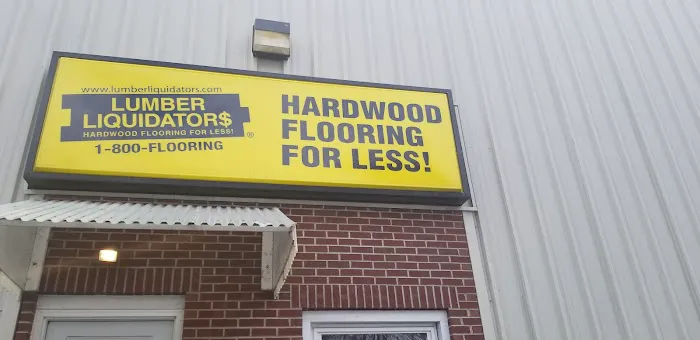 www.lumberliquidators.com
LUMBER
LIQUIDATOR$
HARDWOOD FLOORING FOR LESS!
®
1-800-FLOORING
HARDWOOD
FLOORING
FOR LESS!